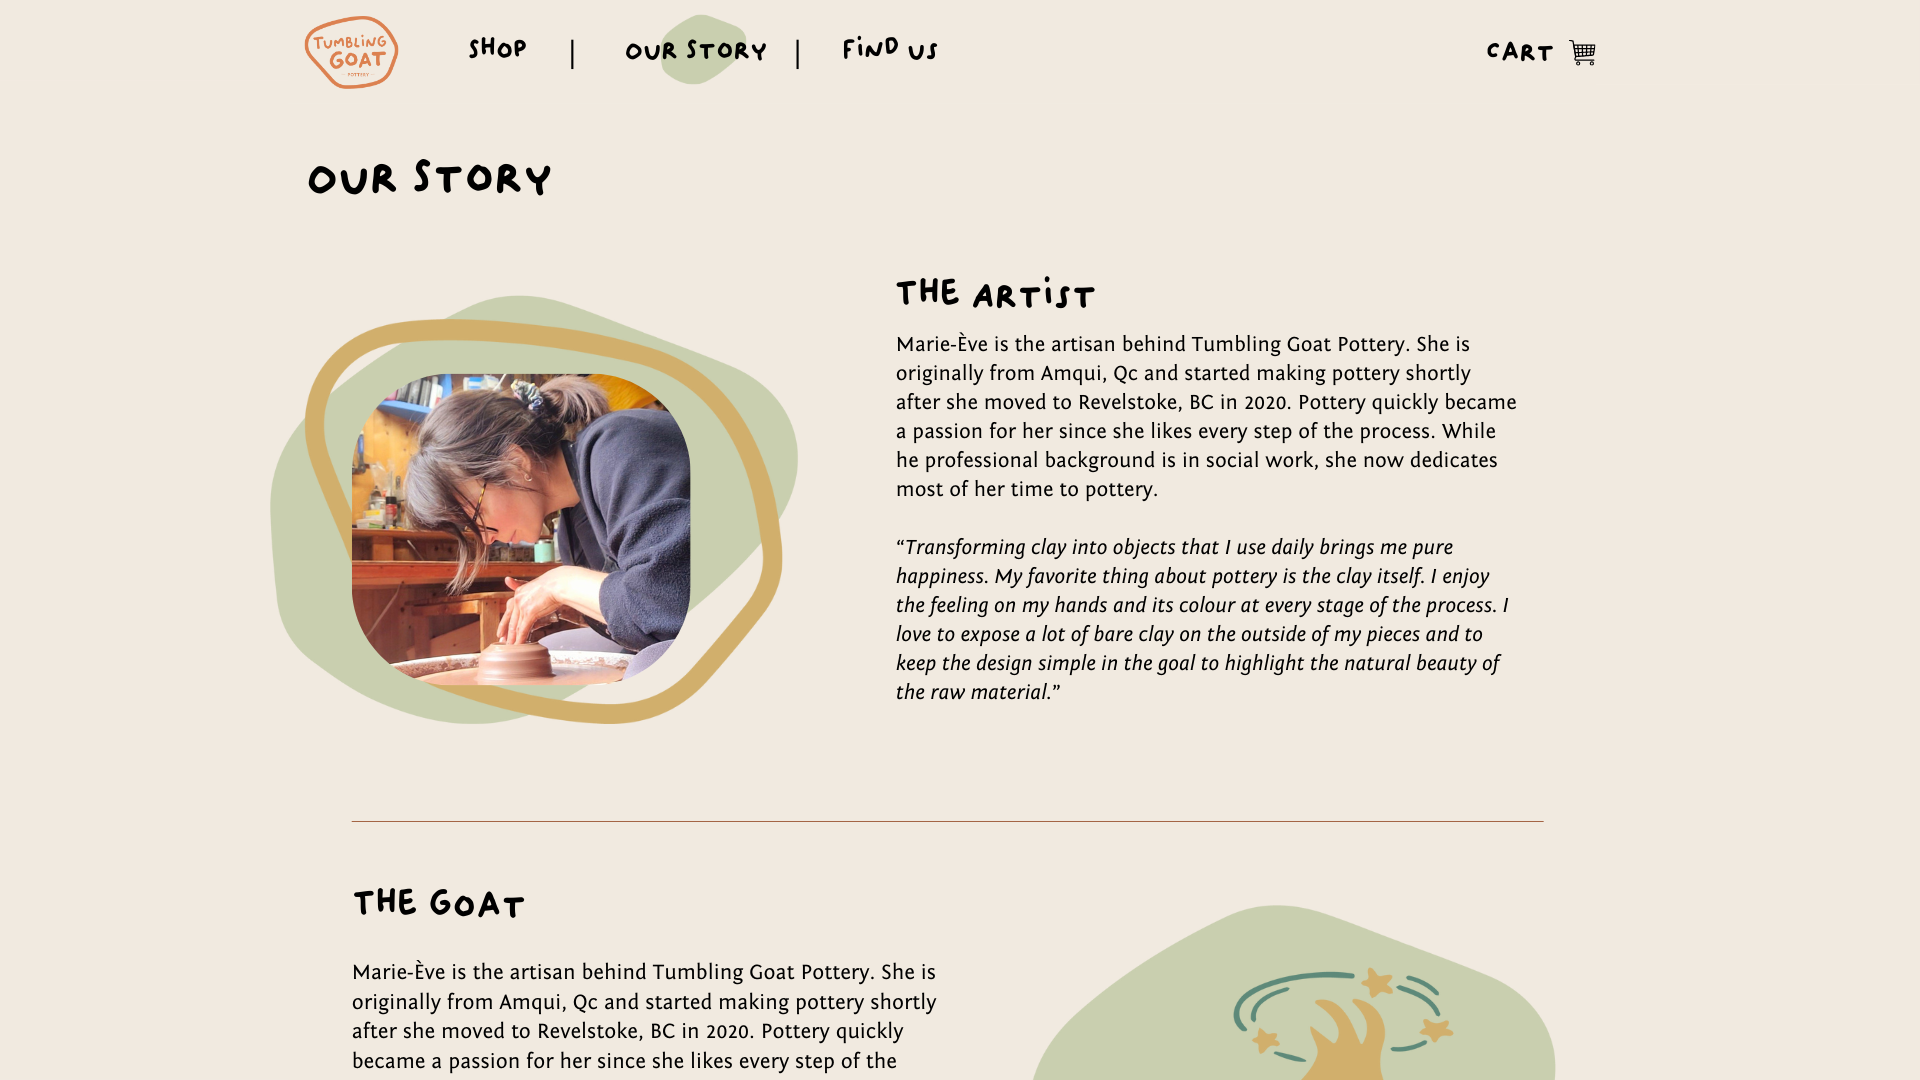 TUMBLiNG
GOAT
POTTERY
SHOP | OUR STORY | FiND US
CART
OUR STORY
THE ARTiST
Marie-Ève is the artisan behind Tumbling Goat Pottery. She is
originally from Amqui, Qc and started making pottery shortly
after she moved to Revelstoke, BC in 2020. Pottery quickly became
a passion for her since she likes every step of the process. While
he professional background is in social work, she now dedicates
most of her time to pottery.
“Transforming clay into objects that I use daily brings me pure
happiness. My favorite thing about pottery is the clay itself. I enjoy
the feeling on my hands and its colour at every stage of the process. I
love to expose a lot of bare clay on the outside of my pieces and to
keep the design simple in the goal to highlight the natural beauty of
the raw material.”
THE GOAT
Marie-Ève is the artisan behind Tumbling Goat Pottery. She is
originally from Amqui, Qc and started making pottery shortly
after she moved to Revelstoke, BC in 2020. Pottery quickly
became a passion for her since she likes every step of the